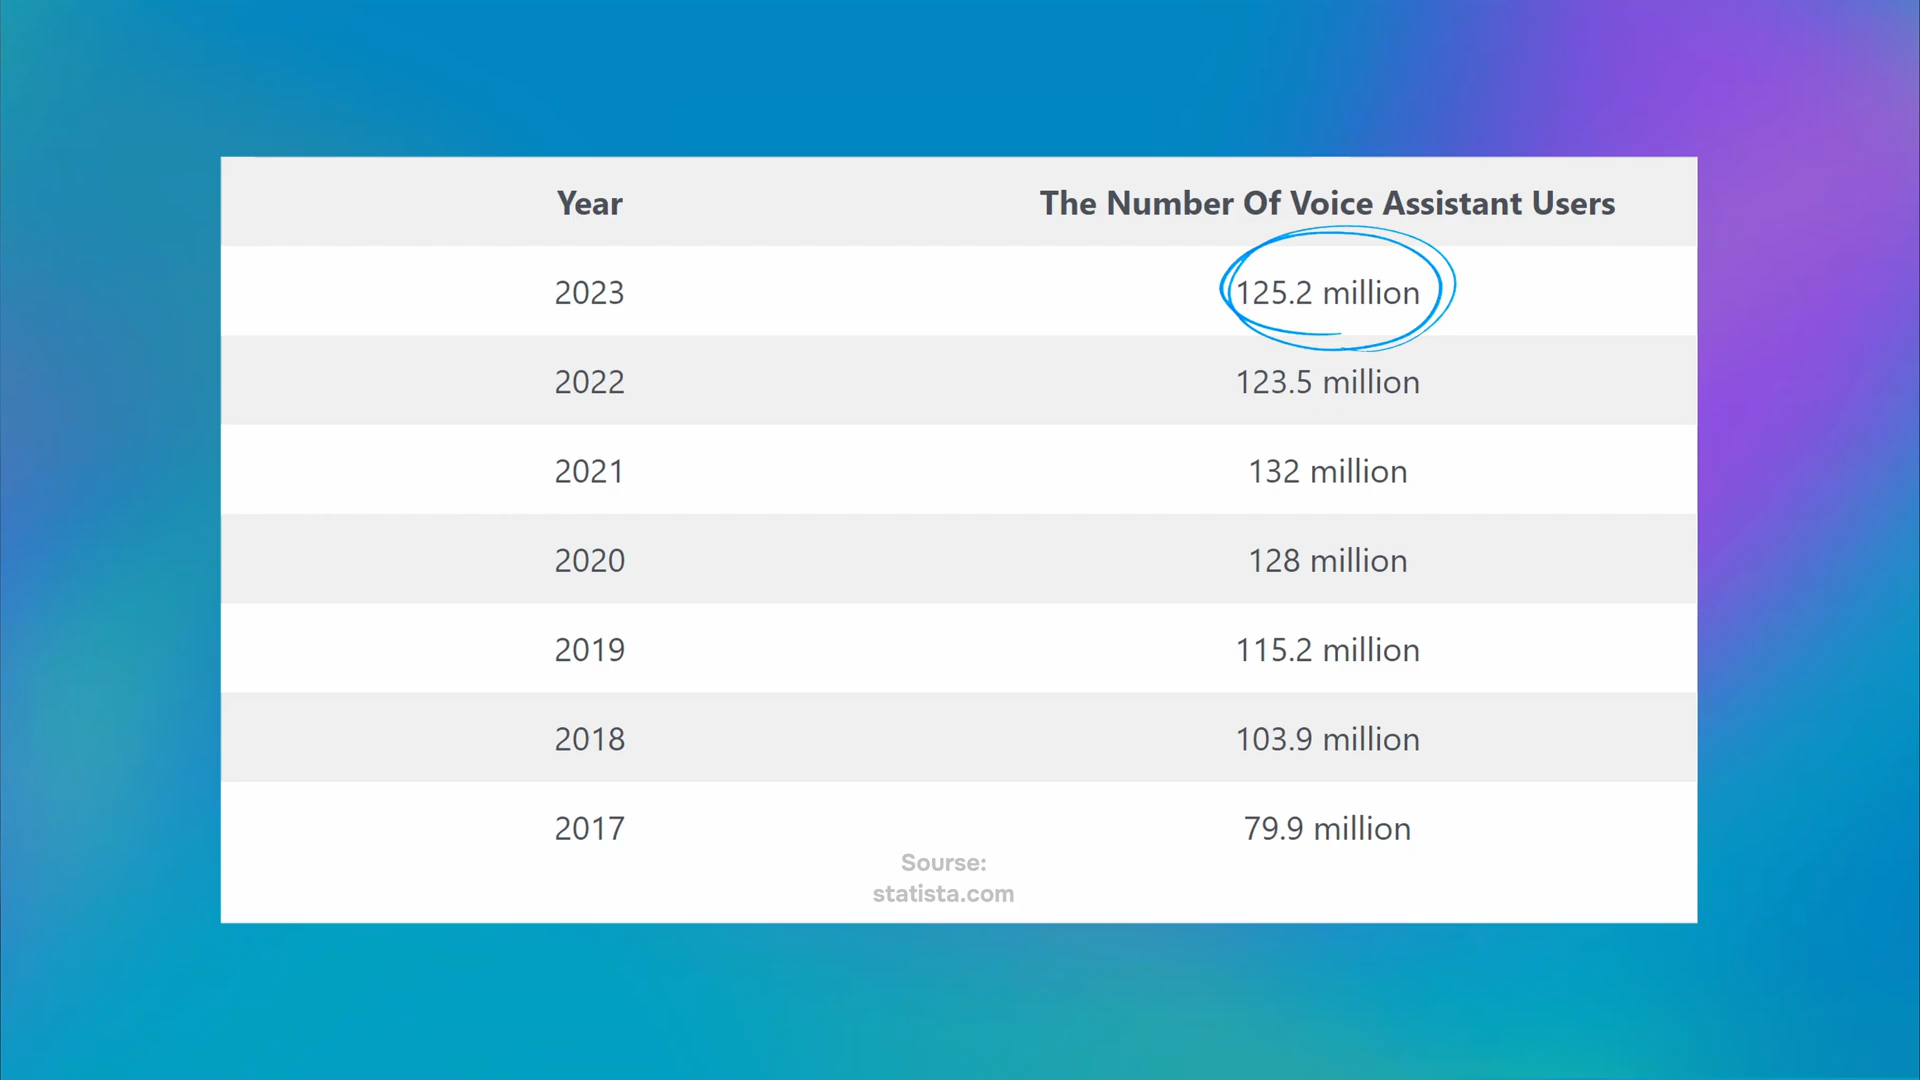 Year The Number Of Voice Assistant Users
2023 125.2 million
2022 123.5 million
2021 132 million
2020 128 million
2019 115.2 million
2018 103.9 million
2017 79.9 million
Sourse:
statista.com